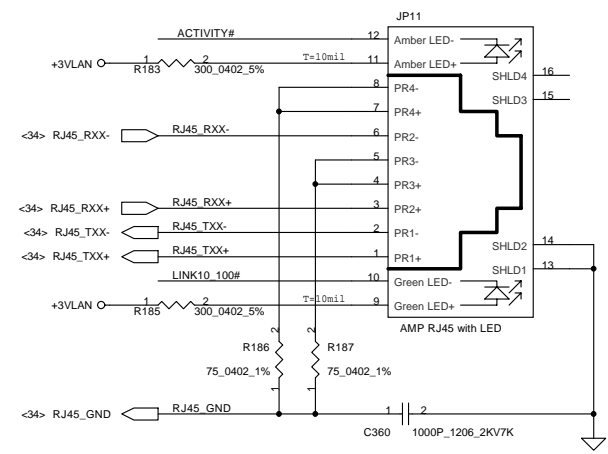 JP11
ACTIVITY# 12 Amber LED-
+3VLAN 1 2 T=10mil 11 Amber LED+
R183 300_0402_5%
SHLD4 16
8 PR4-
SHLD3 15
7 PR4+
<34> RJ45_RXX- RJ45_RXX- 6 PR2-
5 PR3-
4 PR3+
<34> RJ45_RXX+ RJ45_RXX+ 3 PR2+
<34> RJ45_TXX- RJ45_TXX- 2 PR1-
SHLD2 14
<34> RJ45_TXX+ RJ45_TXX+ 1 PR1+
SHLD1 13
LINK10_100# 10 Green LED-
+3VLAN 1 2 T=10mil 9 Green LED+
R185 300_0402_5%
AMP RJ45 with LED
2 2
R186 R187
75_0402_1% 75_0402_1%
1 1
<34> RJ45_GND RJ45_GND 1 2
C360 1000P_1206_2KV7K